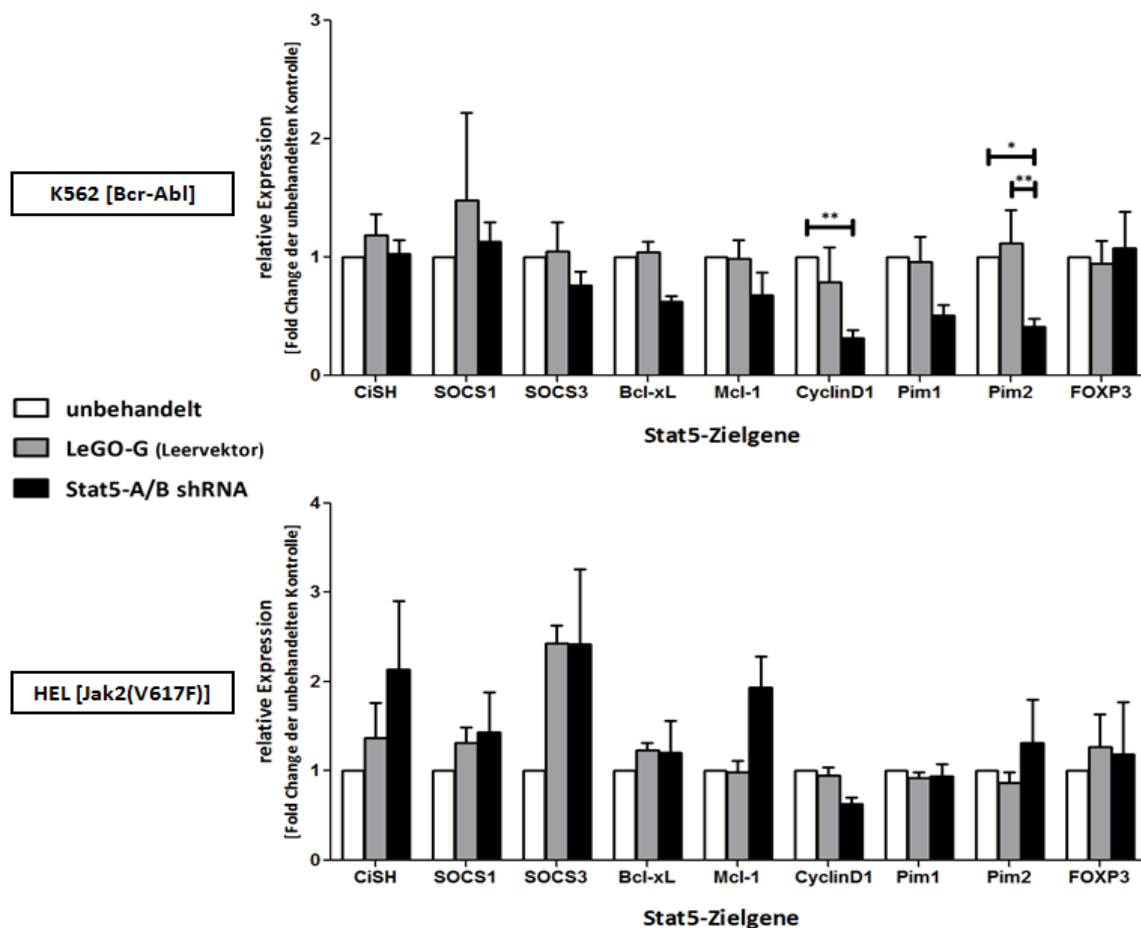 3
2
1
0
relative Expression
[Fold Change der unbehandelten Kontrolle]
K562 [Bcr-Abl]
**
*
**
CiSH SOCS1 SOCS3 Bcl-xL Mcl-1 CyclinD1 Pim1 Pim2 FOXP3
Stat5-Zielgene
unbehandelt
LeGO-G (Leervektor)
Stat5-A/B shRNA
4
3
2
1
0
relative Expression
[Fold Change der unbehandelten Kontrolle]
HEL [Jak2(V617F)]
CiSH SOCS1 SOCS3 Bcl-xL Mcl-1 CyclinD1 Pim1 Pim2 FOXP3
Stat5-Zielgene